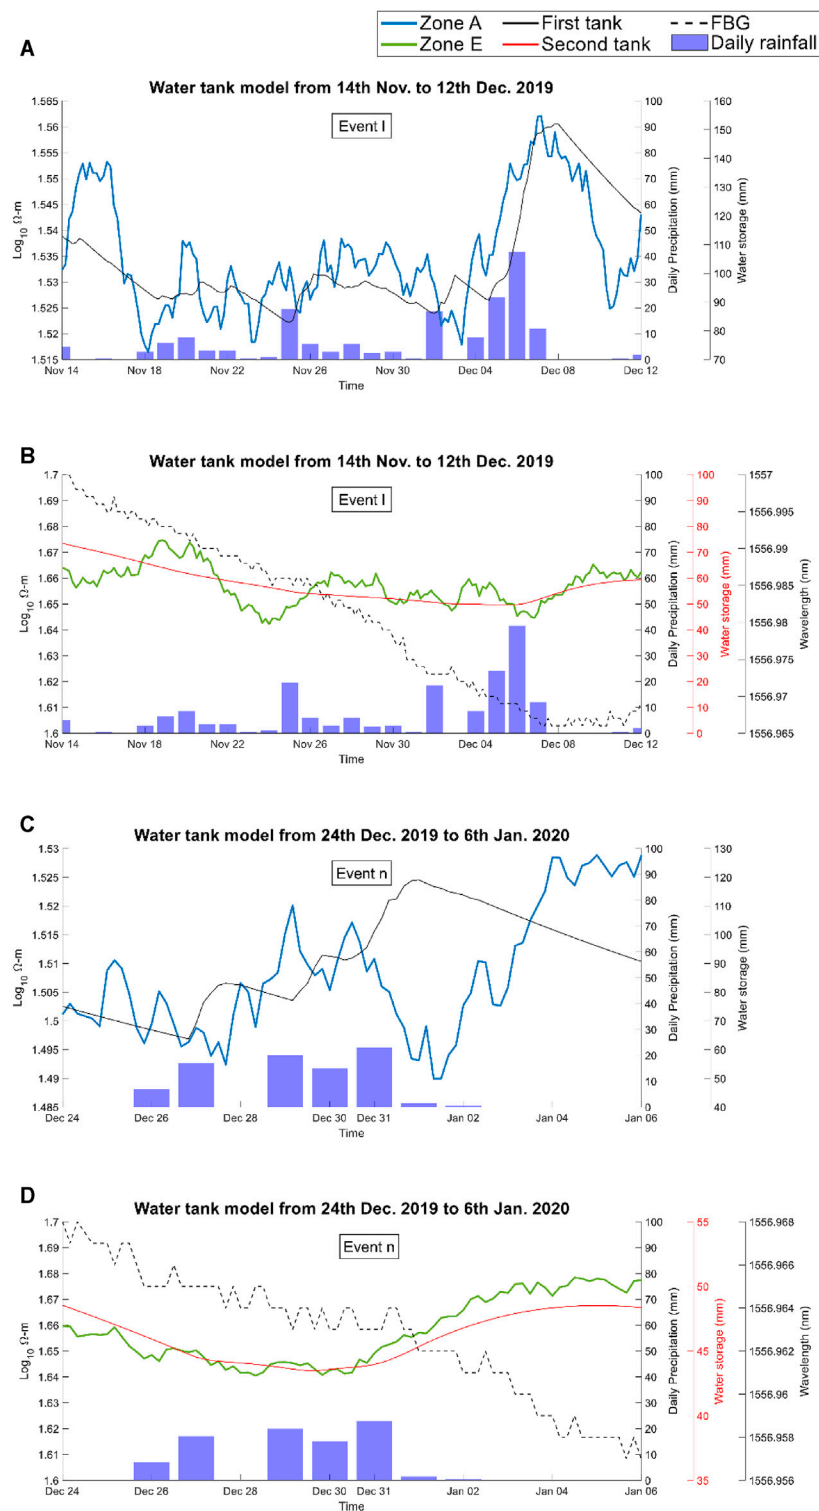 Zone A First tank FBG
Zone E Second tank Daily rainfall
A
Water tank model from 14th Nov. to 12th Dec. 2019
Event I
1.565 1.56 1.555 1.55 1.545 1.54 1.535 1.53 1.525 1.52 1.515
Log10 Ω-m
100 90 80 70 60 50 40 30 20 10 0
Daily Precipitation (mm)
160 150 140 130 120 110 100 90 80 70
Water storage (mm)
Nov 14 Nov 18 Nov 22 Nov 26 Nov 30 Dec 04 Dec 08 Dec 12
Time
B
Water tank model from 14th Nov. to 12th Dec. 2019
Event I
1.7 1.69 1.68 1.67 1.66 1.65 1.64 1.63 1.62 1.61 1.6
Log10 Ω-m
100 90 80 70 60 50 40 30 20 10 0
Daily Precipitation (mm)
100 90 80 70 60 50 40 30 20 10 0
Water storage (mm)
1557 1556.995 1556.99 1556.985 1556.98 1556.975 1556.97 1556.965
Wavelength (nm)
Nov 14 Nov 18 Nov 22 Nov 26 Nov 30 Dec 04 Dec 08 Dec 12
Time
C
Water tank model from 24th Dec. 2019 to 6th Jan. 2020
Event n
1.53 1.525 1.52 1.515 1.51 1.505 1.5 1.495 1.49 1.485
Log10 Ω-m
100 90 80 70 60 50 40 30 20 10 0
Daily Precipitation (mm)
130 120 110 100 90 80 70 60 50 40
Water storage (mm)
Dec 24 Dec 26 Dec 28 Dec 30 Dec 31 Jan 02 Jan 04 Jan 06
Time
D
Water tank model from 24th Dec. 2019 to 6th Jan. 2020
Event n
1.7 1.69 1.68 1.67 1.66 1.65 1.64 1.63 1.62 1.61 1.6
Log10 Ω-m
100 90 80 70 60 50 40 30 20 10 0
Daily Precipitation (mm)
55 50 45 40 35
Water storage (mm)
1556.968 1556.966 1556.964 1556.962 1556.96 1556.958 1556.956
Wavelength (nm)
Dec 24 Dec 26 Dec 28 Dec 30 Dec 31 Jan 02 Jan 04 Jan 06
Time